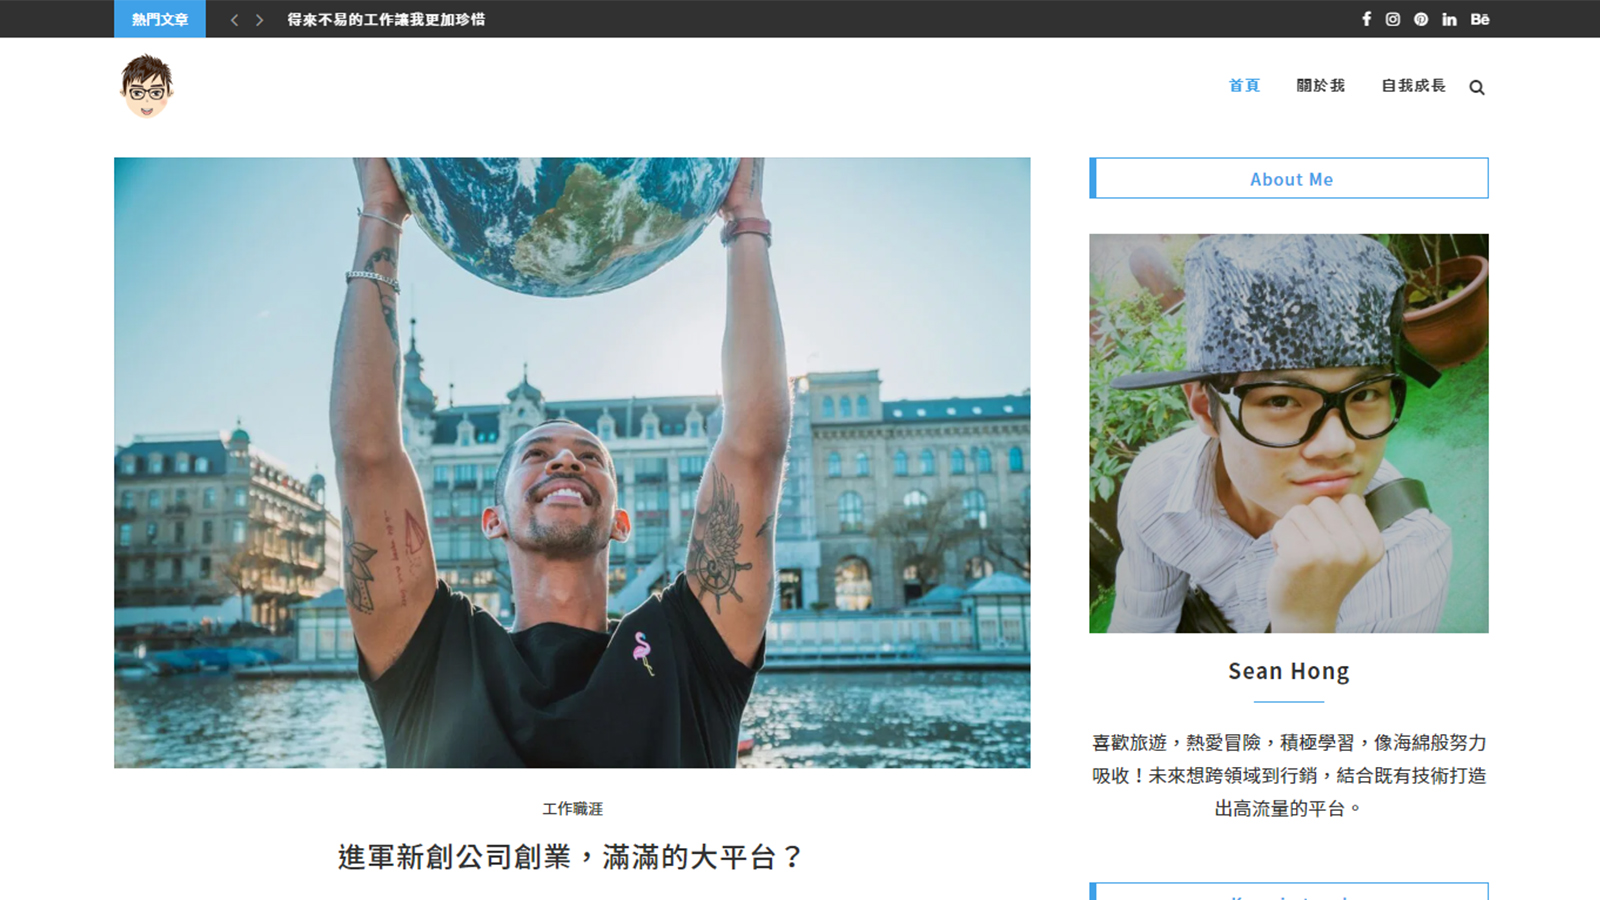 熱門文章
得來不易的工作讓我更加珍惜
Bē
首頁
關於我
自我成長
About Me
Sean Hong
喜歡旅遊，熱愛冒險，積極學習，像海綿般努力
吸收！未來想跨領域到行銷，結合既有技術打造
出高流量的平台。
工作職涯
進軍新創公司創業，滿滿的大平台？